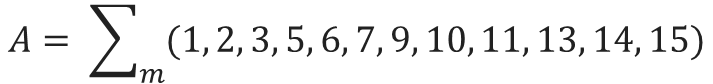 A = ∑m(1, 2, 3, 5, 6, 7, 9, 10, 11, 13, 14, 15)